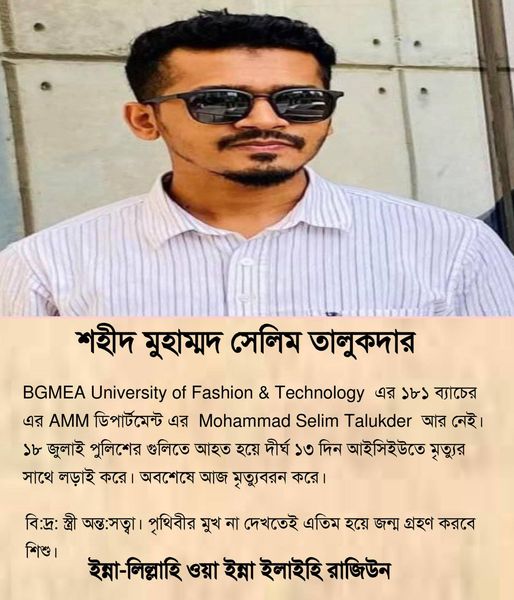 শহীদ মুহাম্মদ সেলিম তালুকদার
BGMEA University of Fashion & Technology এর ১৮১ ব্যাচের
এর AMM ডিপার্টমেন্ট এর Mohammad Selim Talukder আর নেই।
১৮ জুলাই পুলিশের গুলিতে আহত হয়ে দীর্ঘ ১৩ দিন আইসিইউতে মৃত্যুর
সাথে লড়াই করে। অবশেষে আজ মৃত্যুবরন করে।
বি:দ্র: স্ত্রী অন্ত:সত্বা। পৃথিবীর মুখ না দেখতেই এতিম হয়ে জন্ম গ্রহণ করবে
শিশু।
ইন্না-লিল্লাহি ওয়া ইন্না ইলাইহি রাজিউন